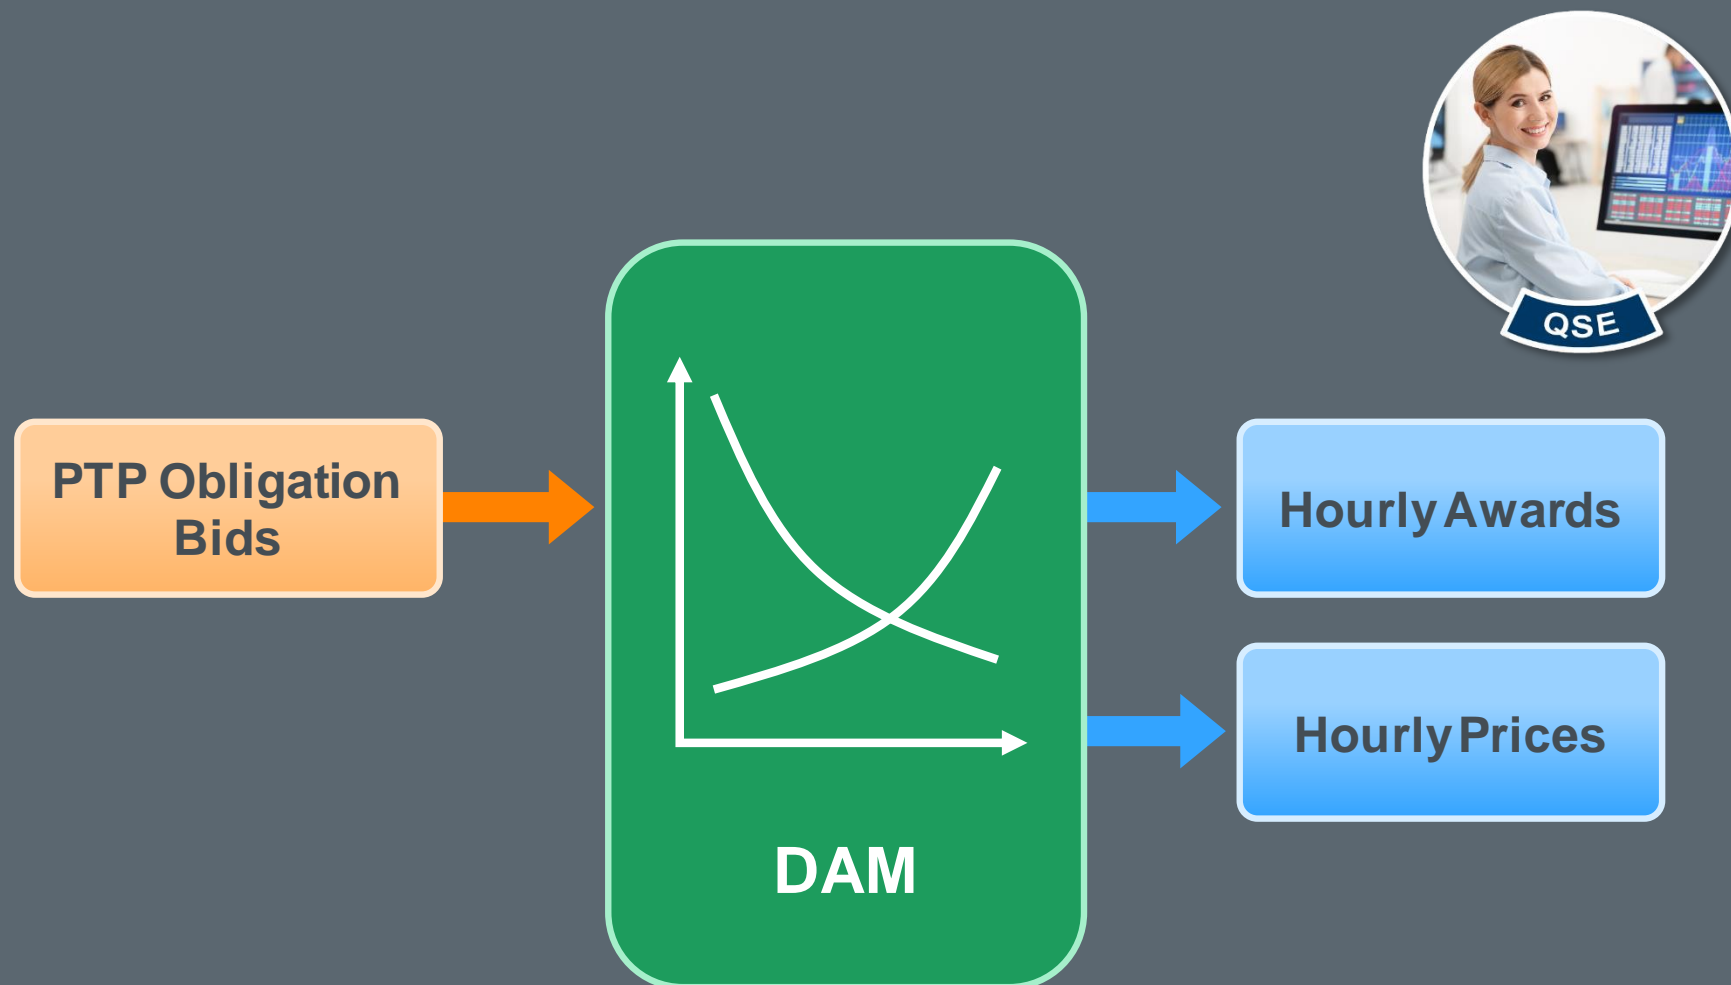 QSE
PTP Obligation
Bids
Hourly Awards
Hourly Prices
DAM